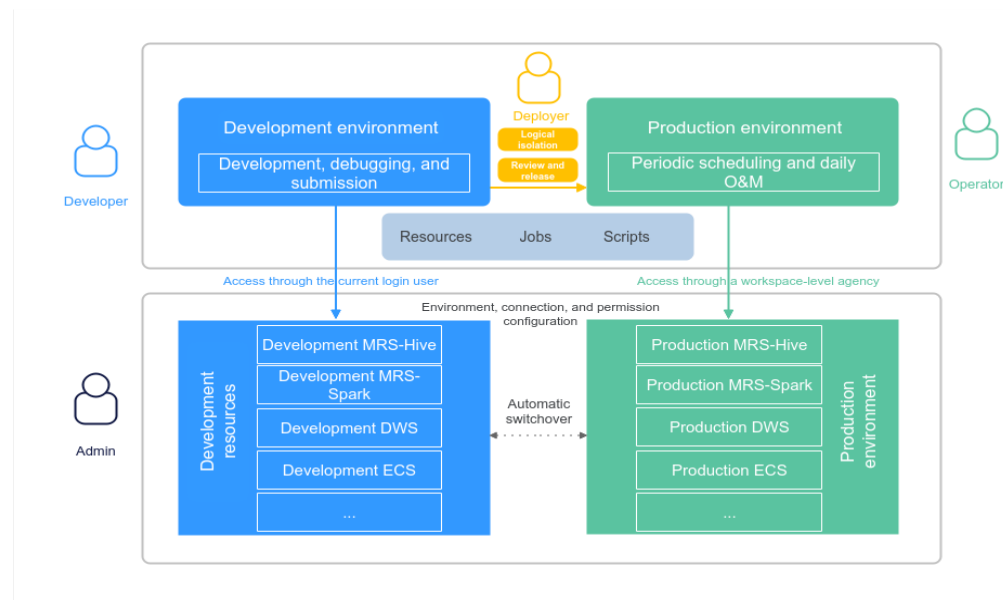 Deployer
Development environment
Logical
isolation
Production environment
Development, debugging, and
submission
Review and
release
Periodic scheduling and daily
O&M
Developer
Operator
Resources
Jobs
Scripts
Access through the current login user
Access through a workspace-level agency
Environment, connection, and permission
configuration
Development
resources
Development MRS-Hive
Development MRS-
Spark
Development DWS
Development ECS
...
Automatic
switchover
Production MRS-Hive
Production MRS-Spark
Production DWS
Production ECS
...
Production
environment
Admin